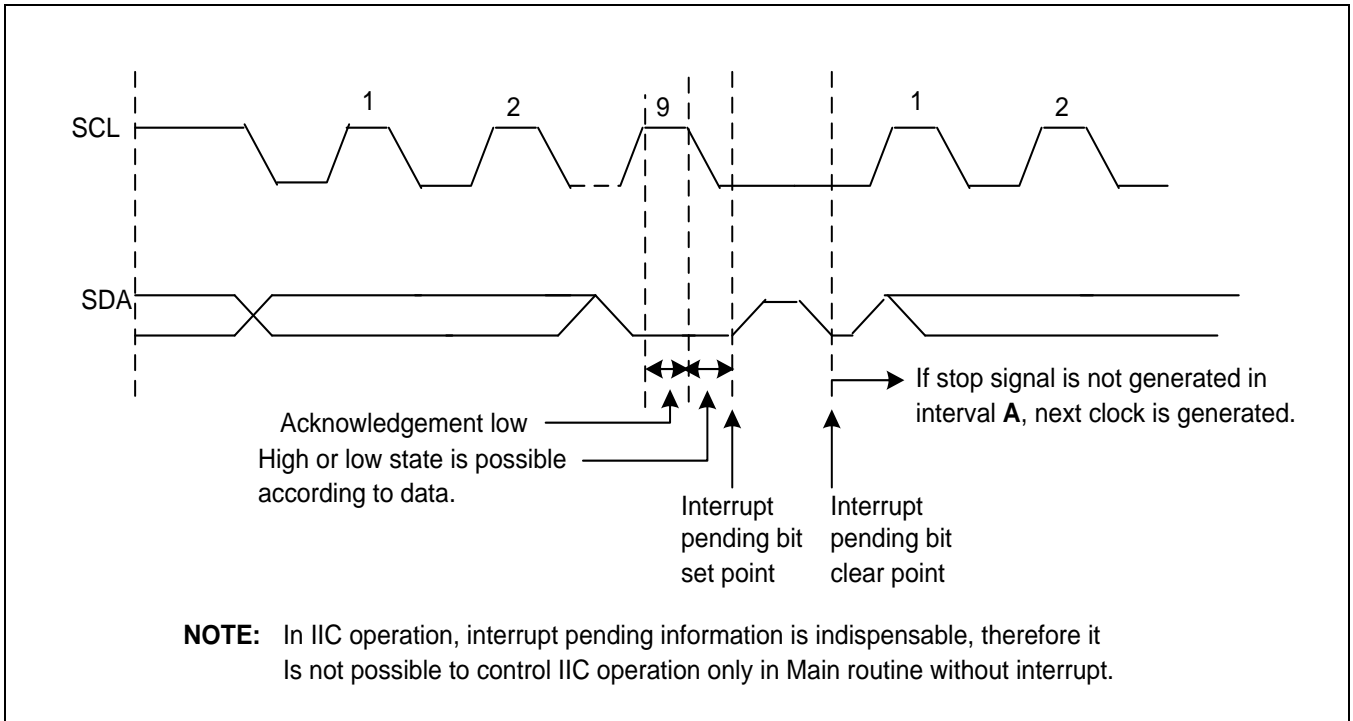 1 2 9 1 2
SCL
SDA
If stop signal is not generated in
interval A, next clock is generated.
Acknowledgement low
High or low state is possible
according to data.
Interrupt
pending bit
set point
Interrupt
pending bit
clear point
NOTE: In IIC operation, interrupt pending information is indispensable, therefore it
Is not possible to control IIC operation only in Main routine without interrupt.